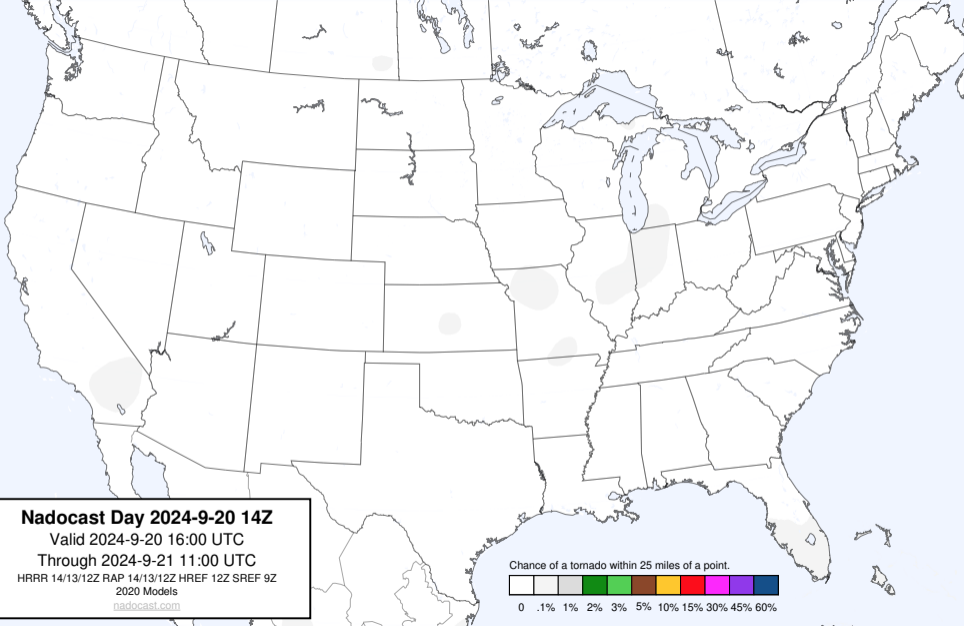 Nadocast Day 2024-9-20 14Z
Valid 2024-9-20 16:00 UTC
Through 2024-9-21 11:00 UTC
HRRR 14/13/12Z RAP 14/13/12Z HREF 12Z SREF 9Z
2020 Models
nadocast.com
Chance of a tornado within 25 miles of a point.
0 .1% 1% 2% 3% 5% 10% 15% 30% 45% 60%